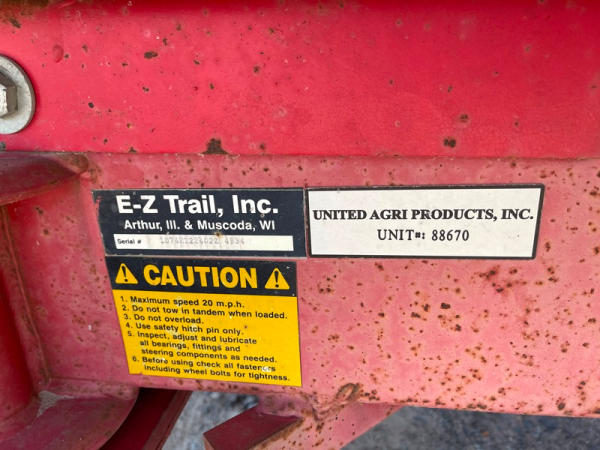 E-Z Trail, Inc.
Arthur, Ill. & Muscoda, WI
Serial #
UNITED AGRI PRODUCTS, INC.
UNIT#: 88670
CAUTION
1. Maximum speed 20 m.p.h.
2. Do not tow in tandem when loaded.
3. Do not overload.
4. Use safety hitch pin only.
5. Inspect, adjust and lubricate
all bearings, fittings and
steering components as needed.
6. Before using check all fasteners
including wheel bolts for tightness.